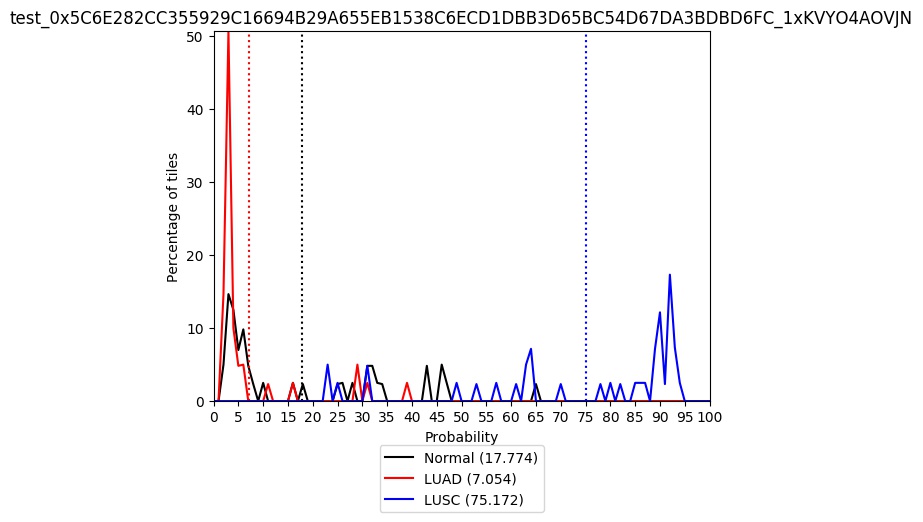 test_0x5C6E282CC355929C16694B29A655EB1538C6ECD1DBB3D65BC54D67DA3BDBD6FC_1xKVYO4AOVJN
50
40
30
20
10
0
Percentage of tiles
0 5 10 15 20 25 30 35 40 45 50 55 60 65 70 75 80 85 90 95 100
Probability
Normal (17.774)
LUAD (7.054)
LUSC (75.172)